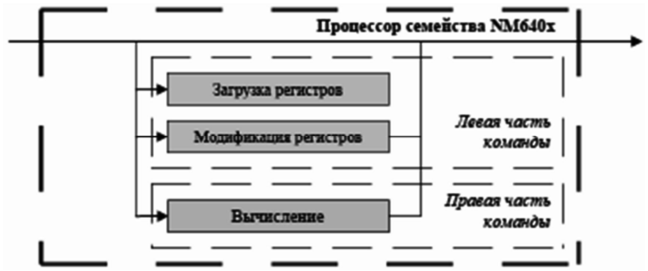 Процессор семейства NM640x
Загрузка регистров
Модификация регистров
Левая часть
команды
Вычисление
Правая часть
команды